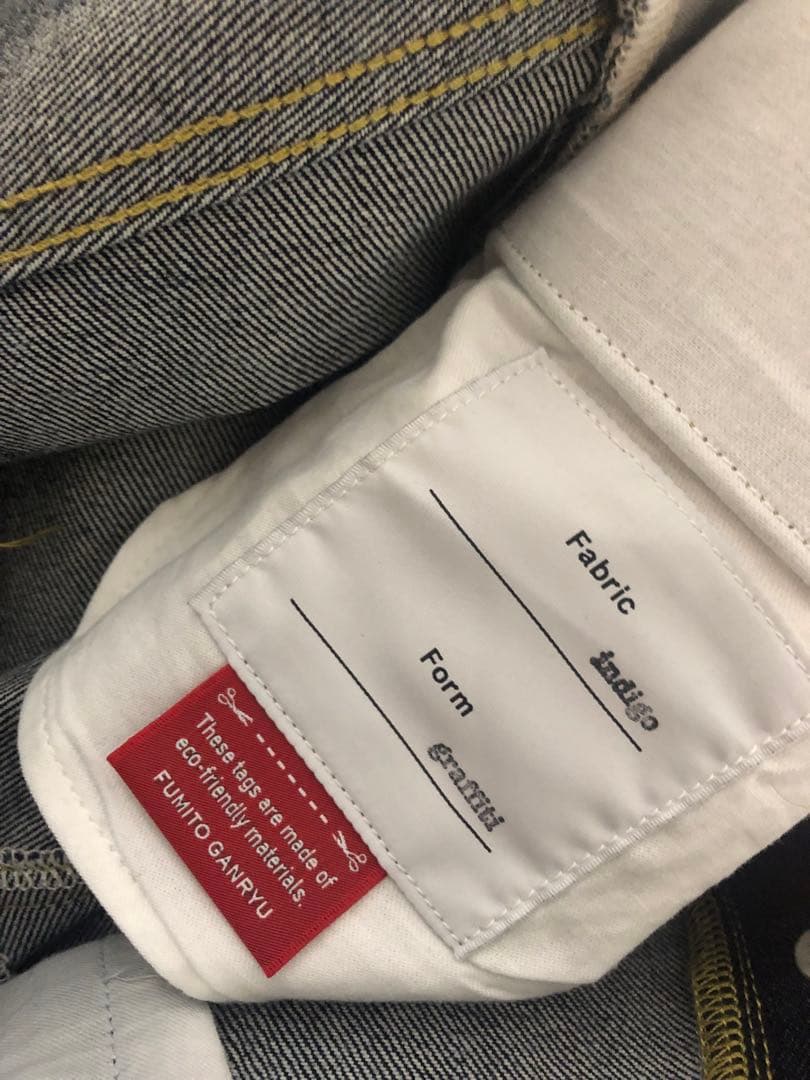 Fabric
indigo
Form
graffiti
These tags are made of
eco-friendly materials.
FUMITO GANRYU